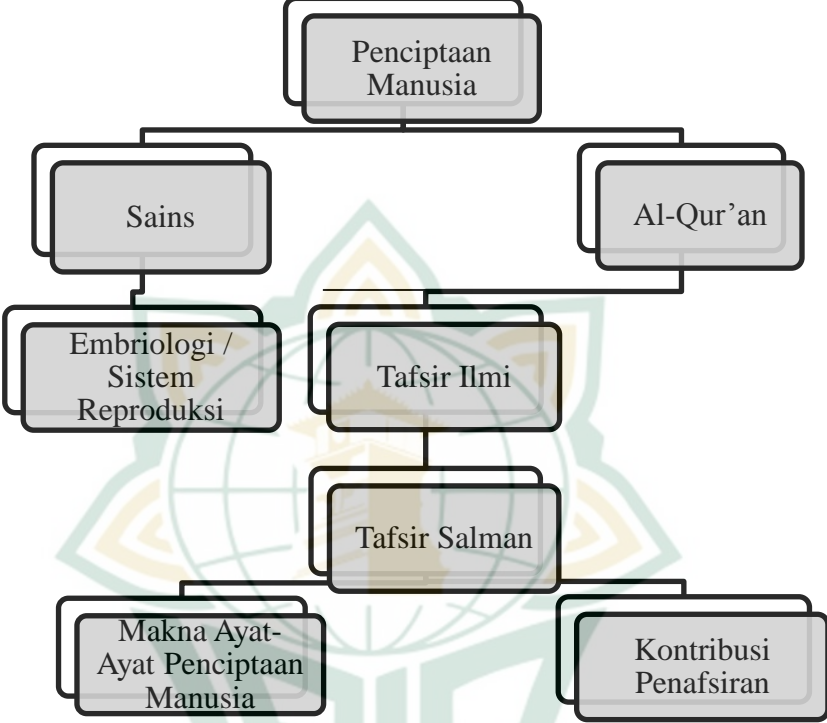 Penciptaan
Manusia
Sains
Al-Qur’an
Embriologi /
Sistem
Reproduksi
Tafsir Ilmi
Tafsir Salman
Makna Ayat-
Ayat Penciptaan
Manusia
Kontribusi
Penafsiran